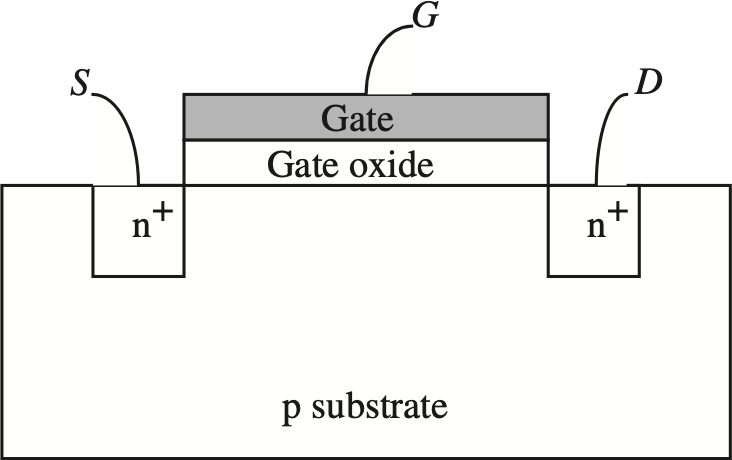 G
S
D
Gate
Gate oxide
n+
n+
p substrate